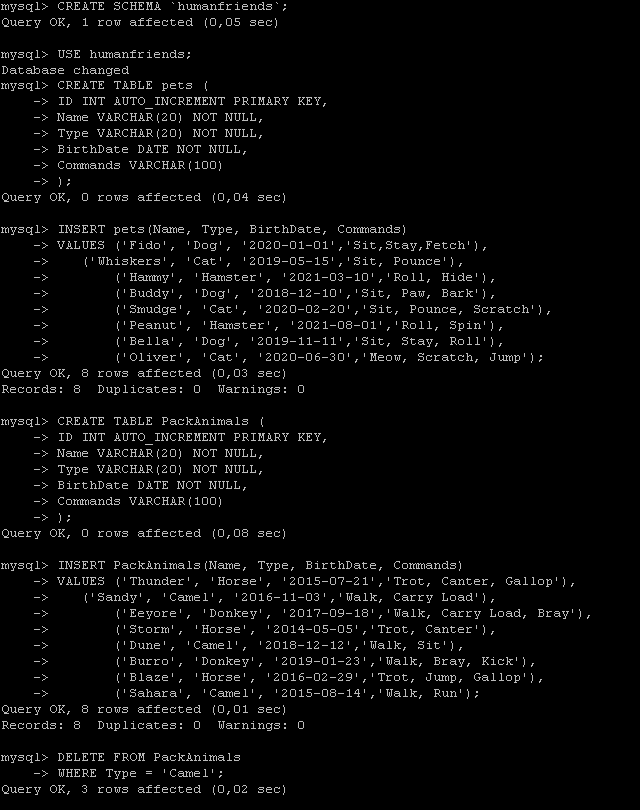 mysql> CREATE SCHEMA `humanfriends`;
Query OK, 1 row affected (0,05 sec)

mysql> USE humanfriends;
Database changed
mysql> CREATE TABLE pets (
    -> ID INT AUTO_INCREMENT PRIMARY KEY,
    -> Name VARCHAR(20) NOT NULL,
    -> Type VARCHAR(20) NOT NULL,
    -> BirthDate DATE NOT NULL,
    -> Commands VARCHAR(100)
    -> );
Query OK, 0 rows affected (0,04 sec)

mysql> INSERT pets(Name, Type, BirthDate, Commands)
    -> VALUES ('Fido', 'Dog', '2020-01-01','Sit,Stay,Fetch'),
    ->    ('Whiskers', 'Cat', '2019-05-15','Sit, Pounce'),
    ->        ('Hammy', 'Hamster', '2021-03-10','Roll, Hide'),
    ->        ('Buddy', 'Dog', '2018-12-10','Sit, Paw, Bark'),
    ->        ('Smudge', 'Cat', '2020-02-20','Sit, Pounce, Scratch'),
    ->        ('Peanut', 'Hamster', '2021-08-01','Roll, Spin'),
    ->        ('Bella', 'Dog', '2019-11-11','Sit, Stay, Roll'),
    ->        ('Oliver', 'Cat', '2020-06-30','Meow, Scratch, Jump');
Query OK, 8 rows affected (0,03 sec)
Records: 8  Duplicates: 0  Warnings: 0

mysql> CREATE TABLE PackAnimals (
    -> ID INT AUTO_INCREMENT PRIMARY KEY,
    -> Name VARCHAR(20) NOT NULL,
    -> Type VARCHAR(20) NOT NULL,
    -> BirthDate DATE NOT NULL,
    -> Commands VARCHAR(100)
    -> );
Query OK, 0 rows affected (0,08 sec)

mysql> INSERT PackAnimals(Name, Type, BirthDate, Commands)
    -> VALUES ('Thunder', 'Horse', '2015-07-21','Trot, Canter, Gallop'),
    ->    ('Sandy', 'Camel', '2016-11-03','Walk, Carry Load'),
    ->        ('Eeyore', 'Donkey', '2017-09-18','Walk, Carry Load, Bray'),
    ->        ('Storm', 'Horse', '2014-05-05','Trot, Canter'),
    ->        ('Dune', 'Camel', '2018-12-12','Walk, Sit'),
    ->        ('Burro', 'Donkey', '2019-01-23','Walk, Bray, Kick'),
    ->        ('Blaze', 'Horse', '2016-02-29','Trot, Jump, Gallop'),
    ->        ('Sahara', 'Camel', '2015-08-14','Walk, Run');
Query OK, 8 rows affected (0,01 sec)
Records: 8  Duplicates: 0  Warnings: 0

mysql> DELETE FROM PackAnimals
    -> WHERE Type = 'Camel';
Query OK, 3 rows affected (0,02 sec)